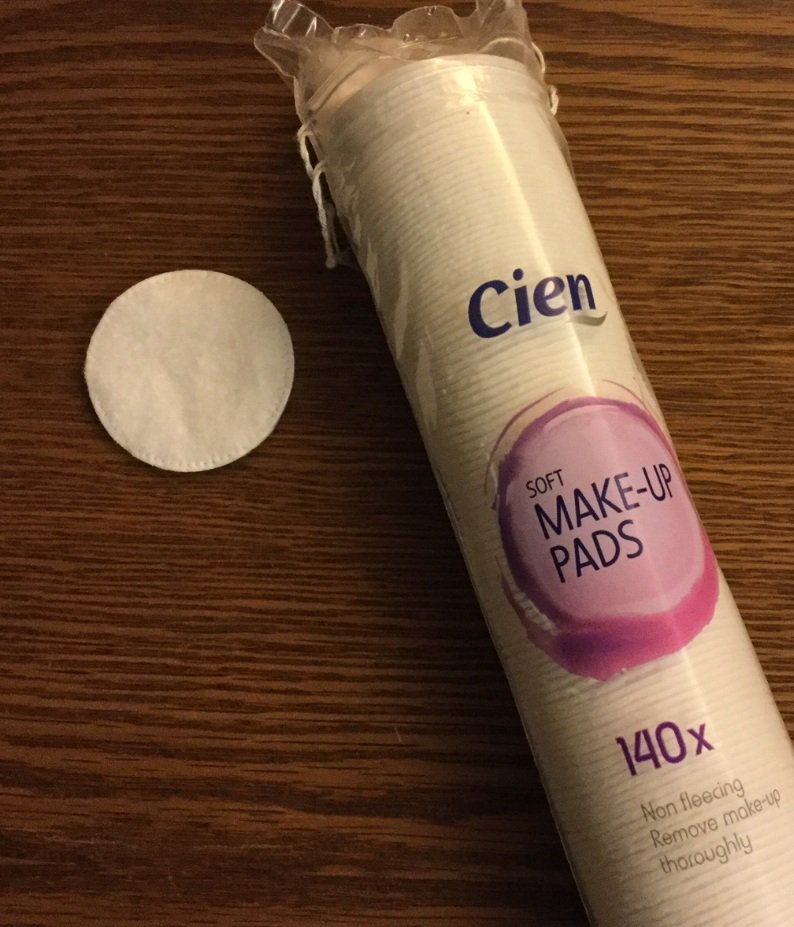 Cien
SOFT
MAKE-UP
PADS
140x
Non fleecing
Remove make-up
thoroughly